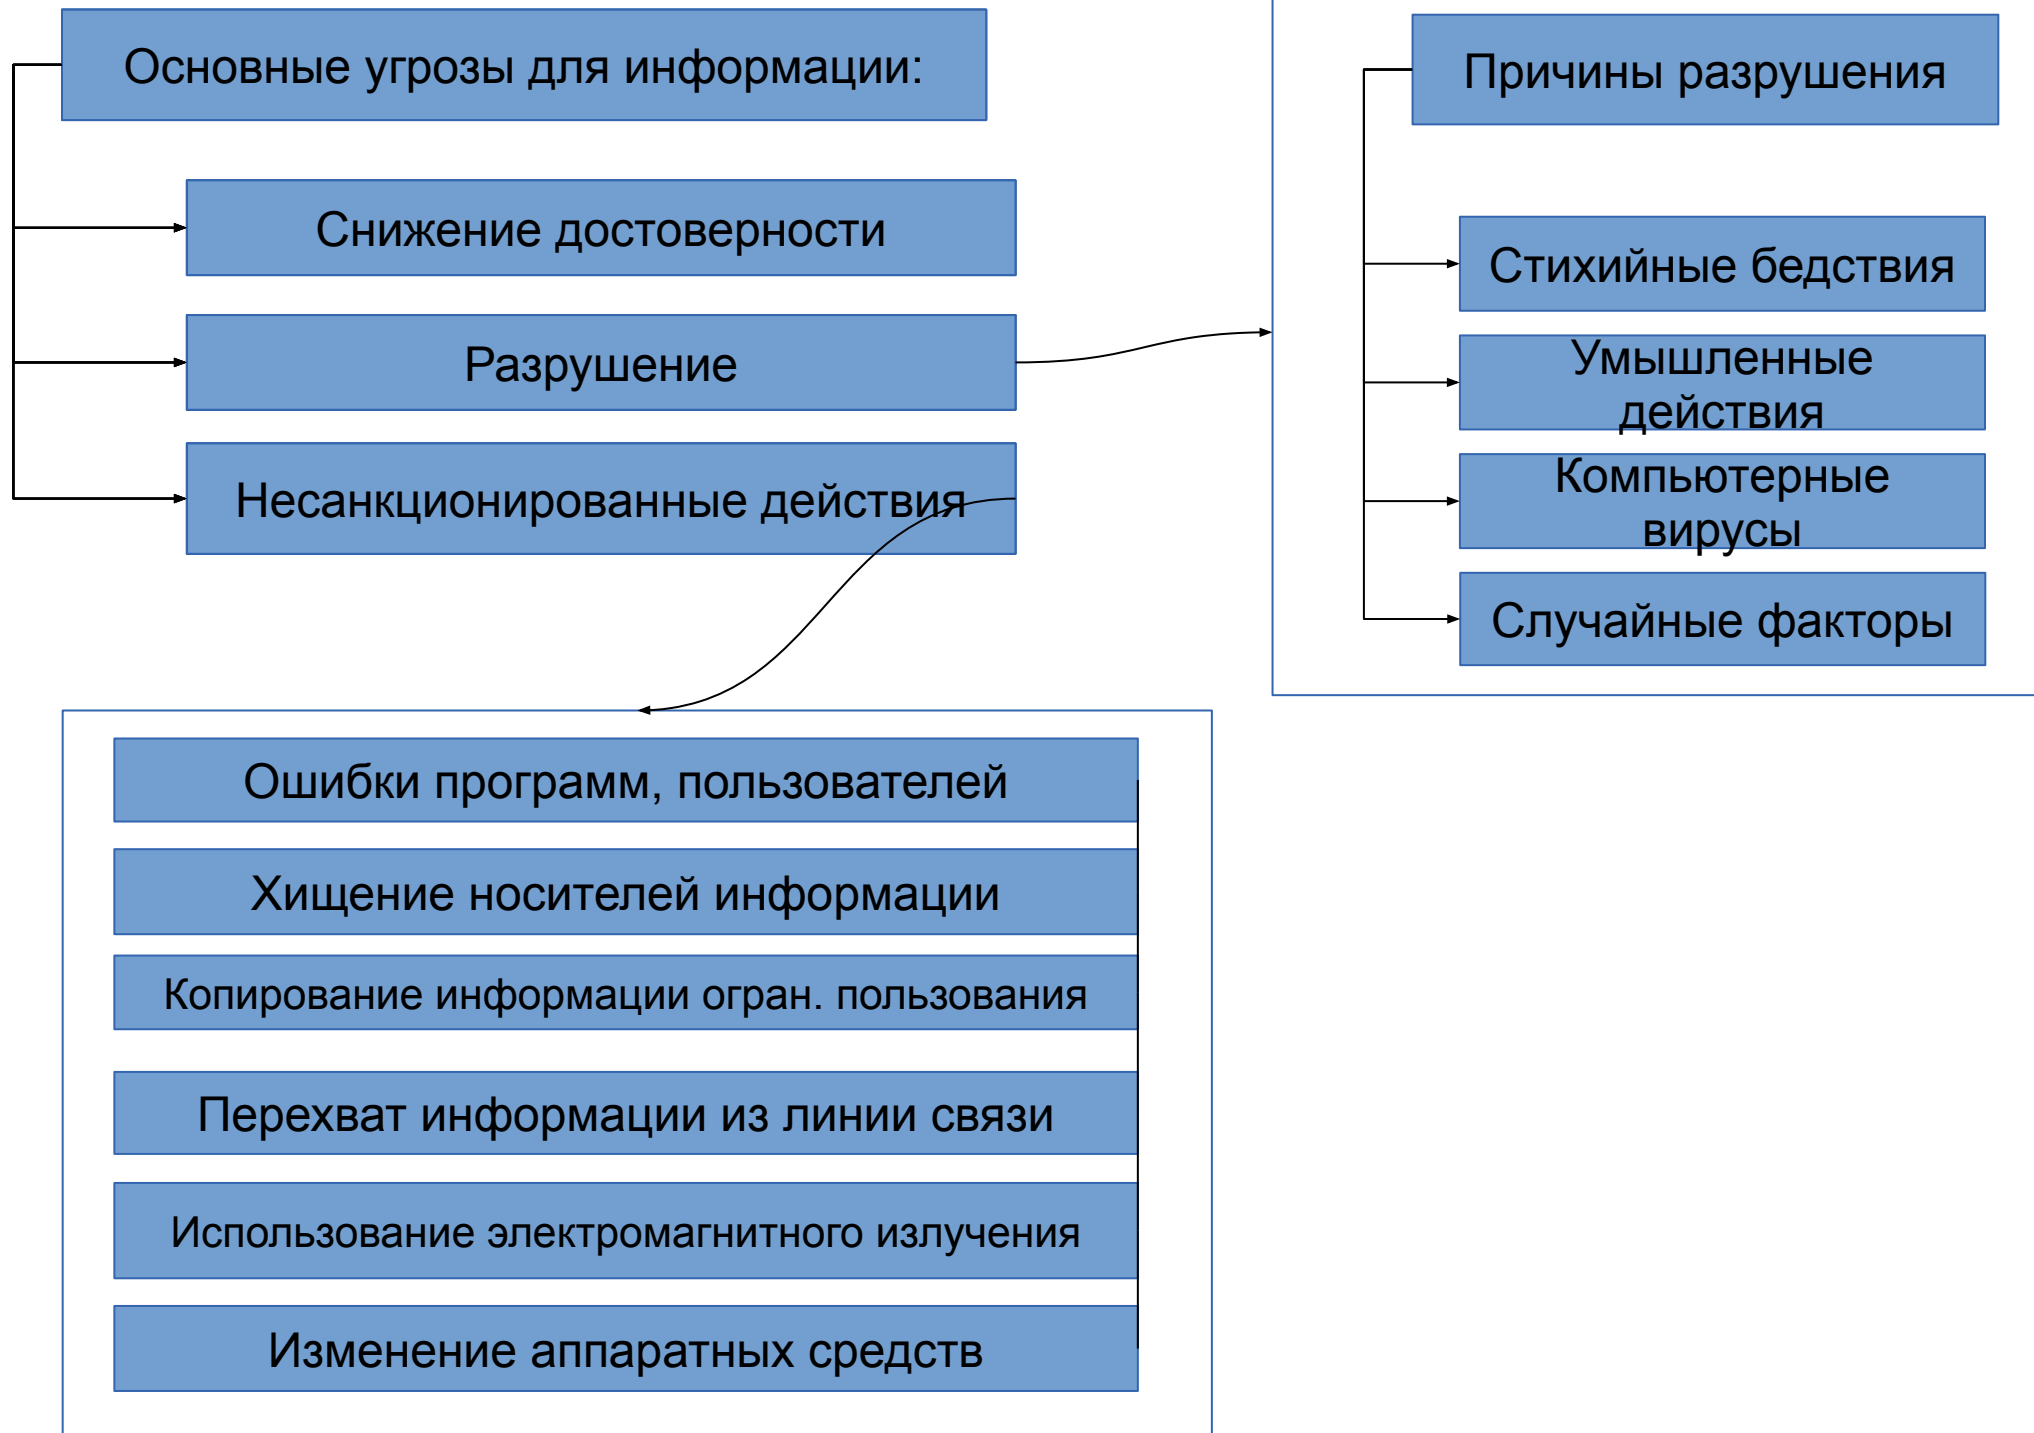 Основные угрозы для информации:
Снижение достоверности
Разрушение
Несанкционированные действия
Причины разрушения
Стихийные бедствия
Умышленные
действия
Компьютерные
вирусы
Случайные факторы
Ошибки программ, пользователей
Хищение носителей информации
Копирование информации огран. пользования
Перехват информации из линии связи
Использование электромагнитного излучения
Изменение аппаратных средств